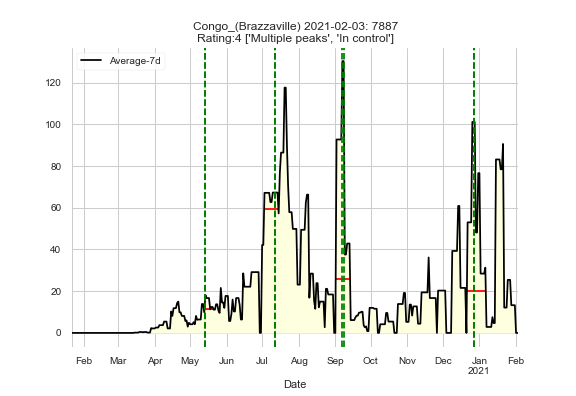 Congo_(Brazzaville) 2021-02-03: 7887
Rating:4 ['Multiple peaks', 'In control']
Average-7d
120
100
80
60
40
20
0
Feb Mar Apr May Jun Jul Aug Sep Oct Nov Dec Jan Feb
2021
Date